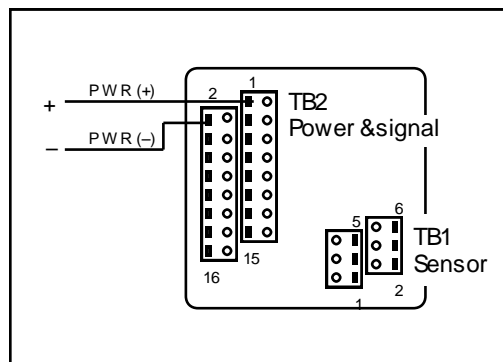 2
1
+
PWR (+)
TB2
Power &signal
−
PWR (–)
5
6
TB1
Sensor
16
15
1
2